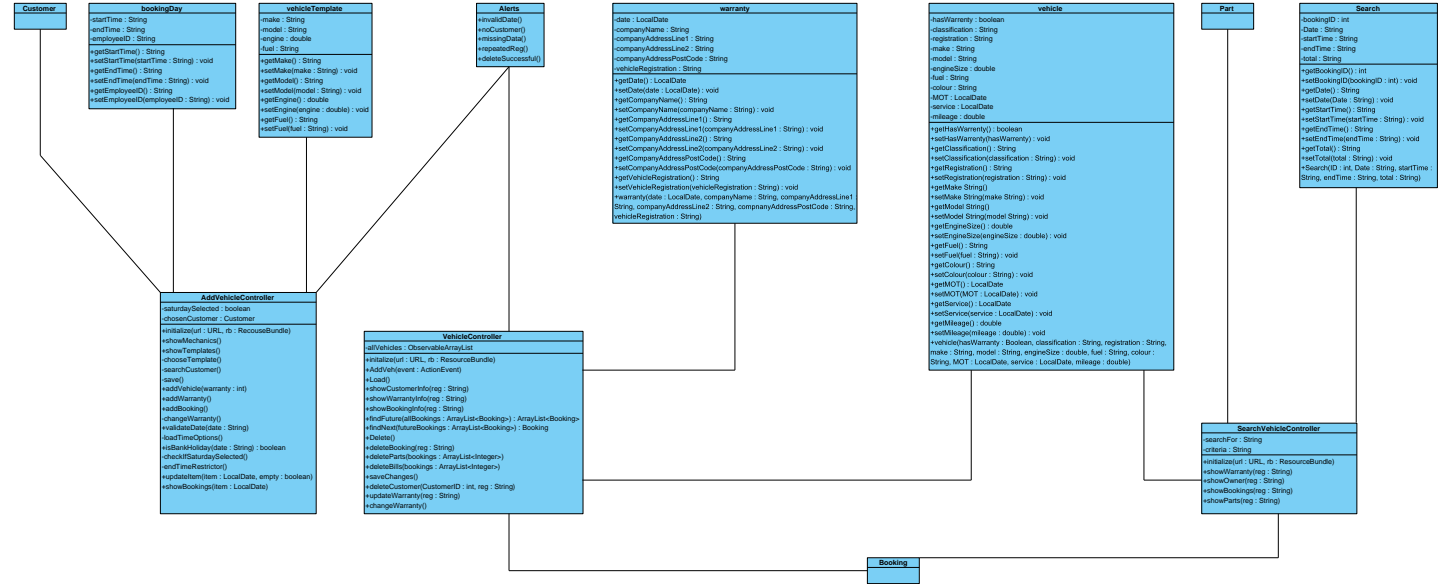 Customer
bookingDay
-startTime : String
-endTime : String
-employeeID : String
+getStartTime() : String
+setStartTime(startTime : String) : void
+getEndTime() : String
+setEndTime(endTime : String) : void
+getEmployeeID() : String
+setEmployeeID(employeeID : String) : void
vehicleTemplate
-make : String
-model : String
-engine : double
-fuel : String
+getMake() : String
+setMake(make : String) : void
+getModel() : String
+setModel(model : String) : void
+getEngine() : double
+setEngine(engine : double) : void
+getFuel() : String
+setFuel(fuel : String) : void
Alerts
+invalidDate()
+noCustomer()
+missingData()
+repeatedReg()
+deleteSuccessful()
warranty
-date : LocalDate
-companyName : String
-companyAddressLine1 : String
-companyAddressLine2 : String
-companyAddressPostCode : String
-vehicleRegistration : String
+getDate() : LocalDate
+setDate(date : LocalDate) : void
+getCompanyName() : String
+setCompanyName(companyName : String) : void
+getCompanyAddressLine1() : String
+setCompanyAddressLine1(companyAddressLine1 : String) : void
+getCompanyAddressLine2() : String
+setCompanyAddressLine2(companyAddressLine2 : String) : void
+getCompanyAddressPostCode() : String
+setCompanyAddressPostCode(companyAddressPostCode : String) : void
+getVehicleRegistration() : String
+setVehicleRegistration(vehicleRegistration : String) : void
+warranty(date : LocalDate, companyName : String, companyAddressLine1 :
String, companyAddressLine2 : String, compnanyAddressPostCode : String,
vehicleRegistration : String)
vehicle
-hasWarrenty : boolean
-classification : String
-registration : String
-make : String
-model : String
-engineSize : double
-fuel : String
-colour : String
-MOT : LocalDate
-service : LocalDate
-mileage : double
+getHasWarrenty() : boolean
+setHasWarrenty(hasWarrenty) : void
+getClassification() : String
+setClassification(classification : String) : void
+getRegistration() : String
+setRegistration(registration : String) : void
+getMake String()
+setMake String(make String) : void
+getModel String()
+setModel String(model String) : void
+getEngineSize() : double
+setEngineSize(engineSize : double) : void
+getFuel() : String
+setFuel(fuel : String) : void
+getColour() : String
+setColour(colour : String) : void
+getMOT() : LocalDate
+setMOT(MOT : LocalDate) : void
+getService() : LocalDate
+setService(service : LocalDate) : void
+getMileage() : double
+setMileage(mileage : double) : void
+vehicle(hasWarranty : Boolean, classification : String, registration : String,
make : String, model : String, engineSize : double, fuel : String, colour :
String, MOT : LocalDate, service : LocalDate, mileage : double)
Part
Search
-bookingID : int
-Date : String
-startTime : String
-endTime : String
-total : String
+getBookingID() : int
+setBookingID(bookingID : int) : void
+getDate() : String
+setDate(Date : String) : void
+getStartTime() : String
+setStartTime(startTime : String) : void
+getEndTime() : String
+setEndTime(endTime : String) : void
+getTotal() : String
+setTotal(total : String) : void
+Search(ID : int, Date : String, startTime :
String, endTime : String, total : String)
AddVehicleController
-saturdaySelected : boolean
-chosenCustomer : Customer
+initialize(url : URL, rb : RecouseBundle)
+showMechanics()
+showTemplates()
-chooseTemplate()
-searchCustomer()
-save()
+addVehicle(warranty : int)
+addWarranty()
+addBooking()
-changeWarranty()
+validateDate(date : String)
-loadTimeOptions()
+isBankHoliday(date : String) : boolean
-checkIfSaturdaySelected()
-endTimeRestrictor()
+updateItem(item : LocalDate, empty : boolean)
+showBookings(item : LocalDate)
VehicleController
-allVehicles : ObservableArrayList
+initalize(url : URL, rb : ResourceBundle)
+AddVeh(event : ActionEvent)
+Load()
+showCustomerInfo(reg : String)
+showWarrantyInfo(reg : String)
+showBookingInfo(reg : String)
+findFuture(allBookings : ArrayList<Booking>) : ArrayList<Booking>
+findNext(futureBookings : ArrayList<Booking>) : Booking
+Delete()
+deleteBooking(reg : String)
+deleteParts(bookings : ArrayList<Integer>)
+deleteBills(bookings : ArrayList<Integer>)
+saveChanges()
+deleteCustomer(CustomerID : int, reg : String)
+updateWarranty(reg : String)
+changeWarranty()
SearchVehicleController
-searchFor : String
-criteria : String
+initialize(url : URL, rb : ResourceBundle)
+showWarranty(reg : String)
+showOwner(reg : String)
+showBookings(reg : String)
+showParts(reg : String)
Booking